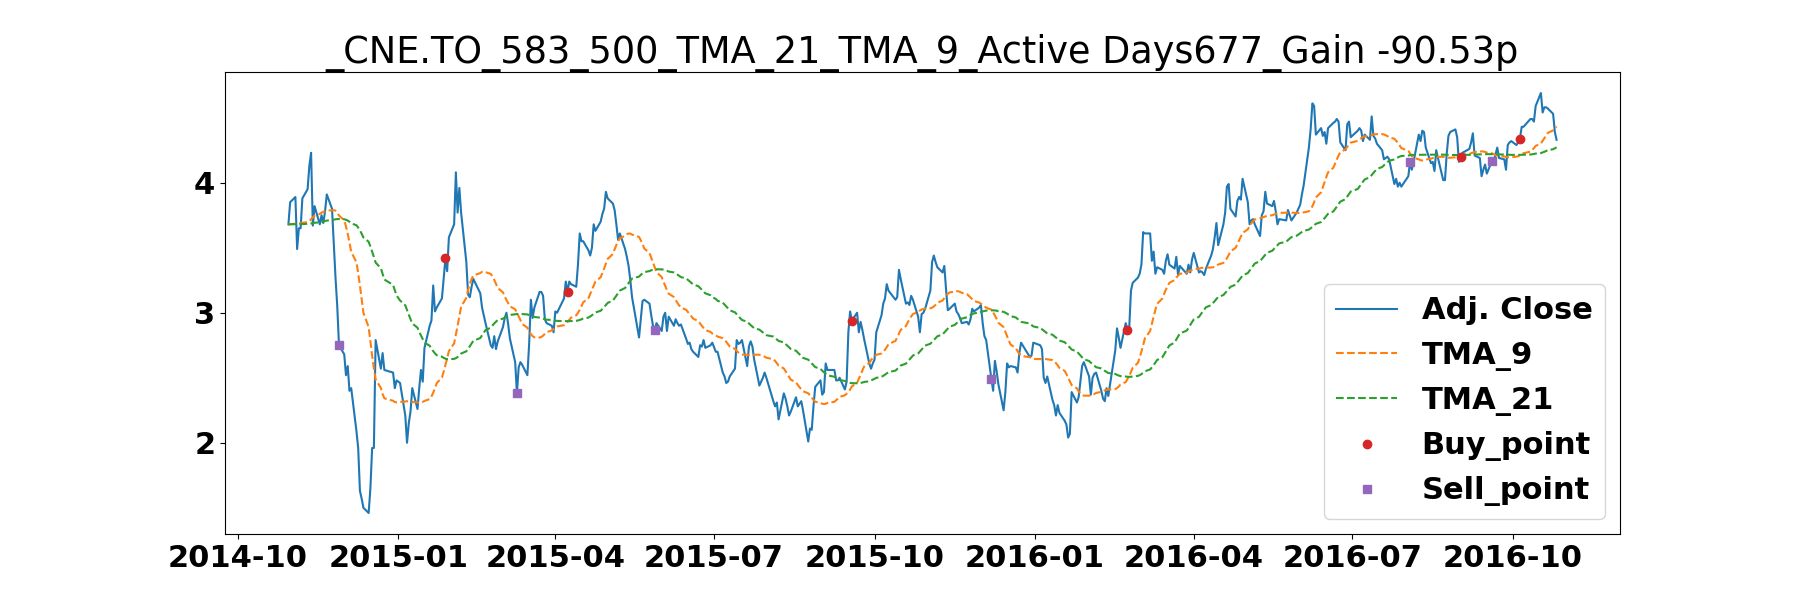 _CNE.TO_583_500_TMA_21_TMA_9_Active Days677_Gain -90.53p
4
3
2
Adj. Close
TMA_9
TMA_21
Buy_point
Sell_point
2014-10 2015-01 2015-04 2015-07 2015-10 2016-01 2016-04 2016-07 2016-10